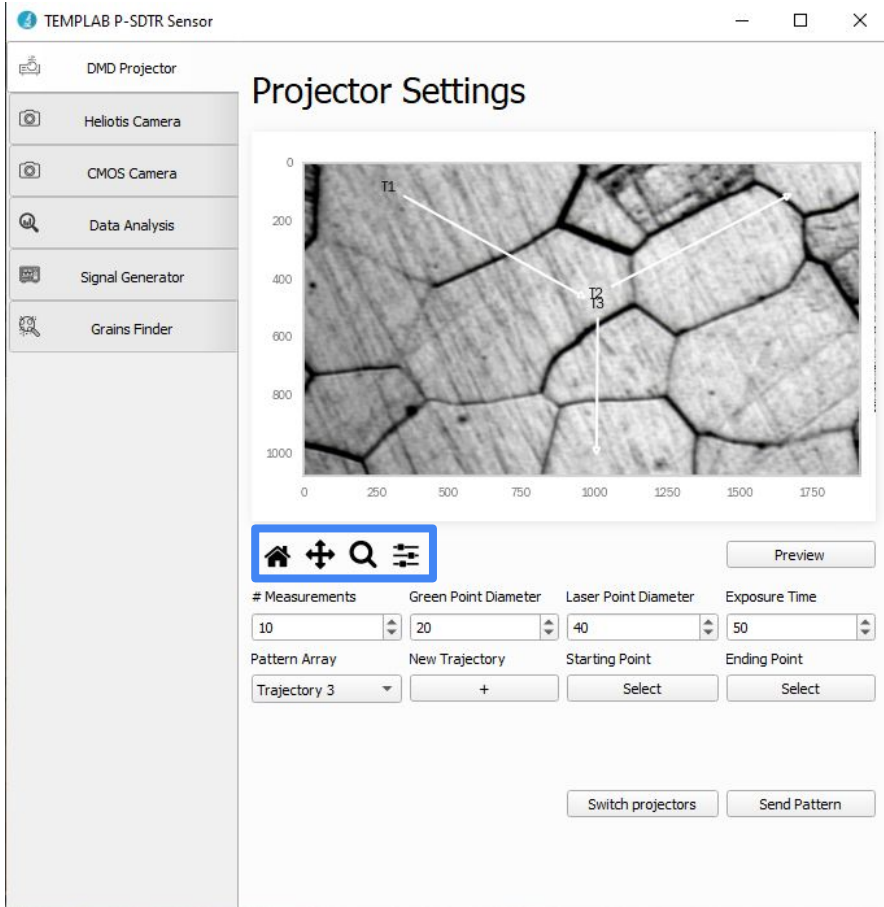 TEMPLAB P-SDTR Sensor
DMD Projector
Heliotis Camera
CMOS Camera
Data Analysis
Signal Generator
Grains Finder
Projector Settings
0
200
400
600
800
1000
T1
T2
T3
0 250 500 750 1000 1250 1500 1750
Preview
# Measurements Green Point Diameter Laser Point Diameter Exposure Time
10 20 40 50
Pattern Array New Trajectory Starting Point Ending Point
Trajectory 3 + Select Select
Switch projectors Send Pattern